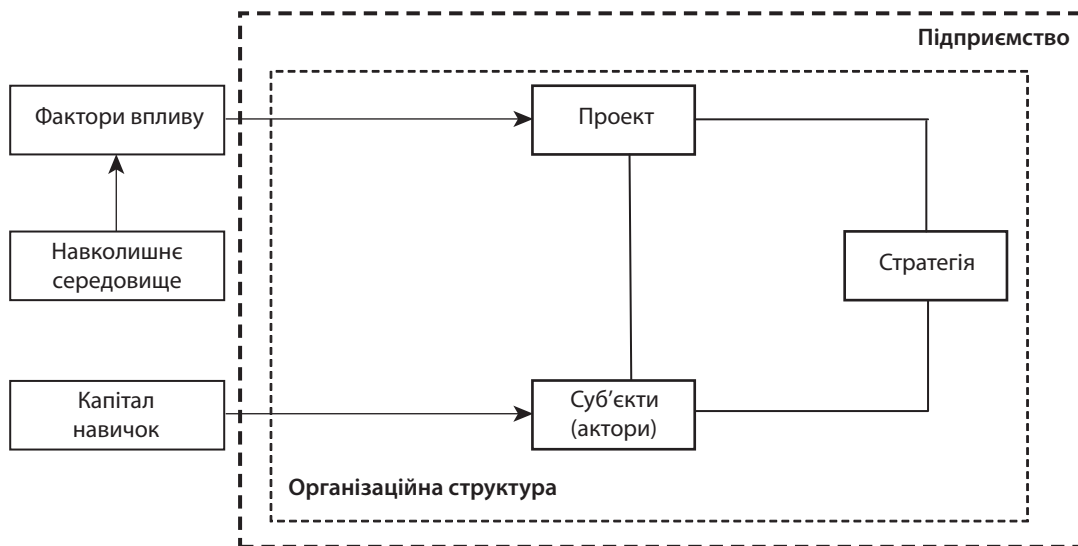 Підприємство
Фактори впливу
Проект
Навколишнє
середовище
Стратегія
Капітал
навичок
Суб’єкти
(актори)
Організаційна структура